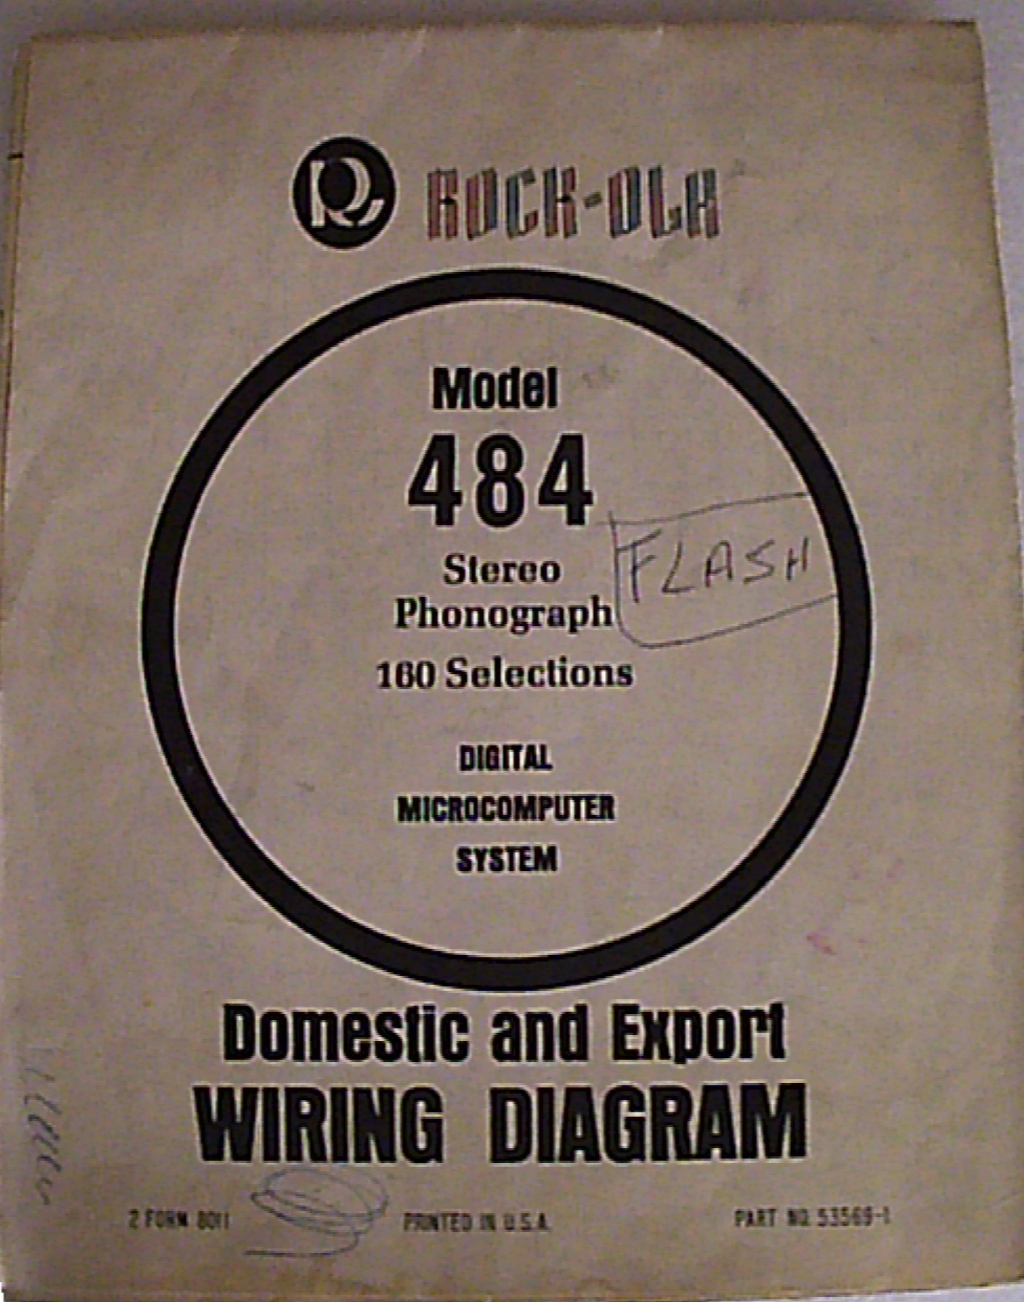 ROCK-OLA
Model
484
Stereo
FLASH
Phonograph
160 Selections
DIGITAL
MICROCOMPUTER
SYSTEM
Domestic and Export
WIRING DIAGRAM
2 FORM 8011
PRINTED IN U.S.A.
PART NO. 53569-1